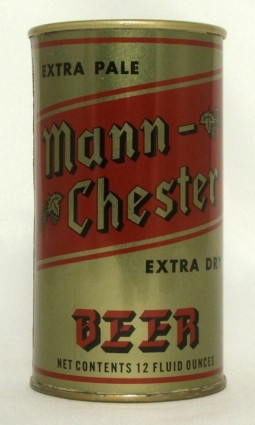 EXTRA PALE
Mann-
Chester
EXTRA DRY
BEER
NET CONTENTS 12 FLUID OUNCES